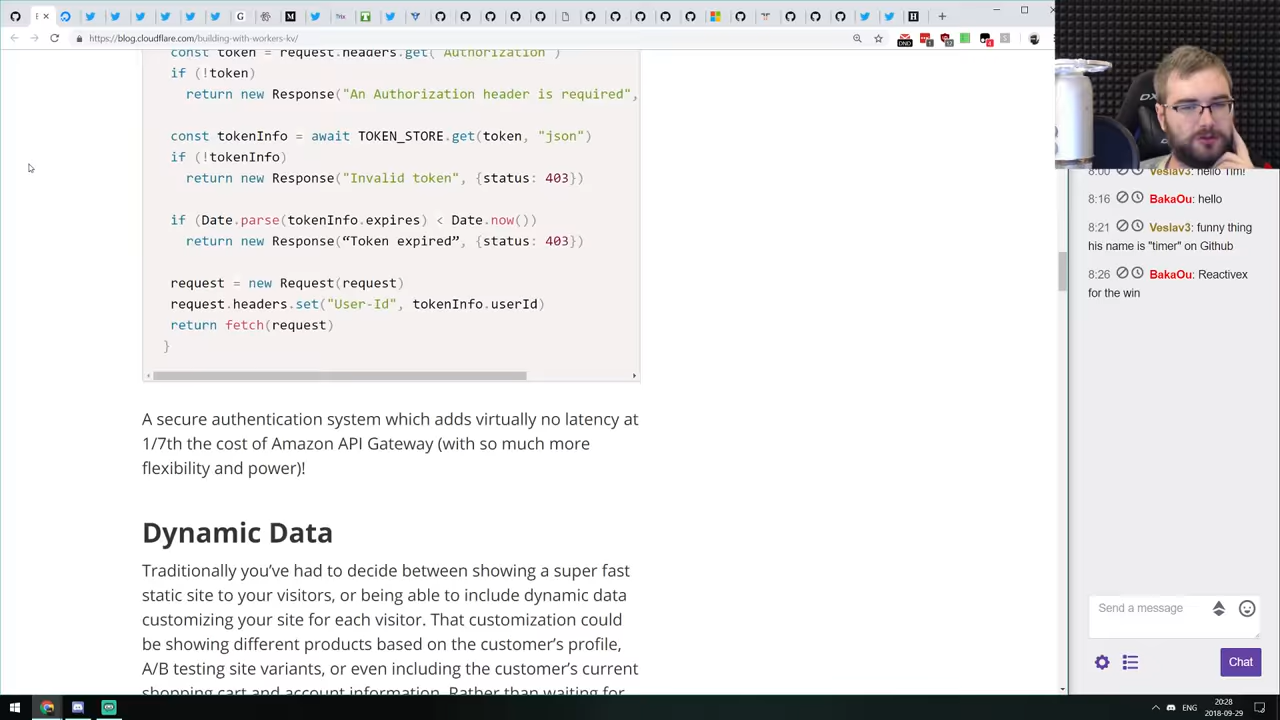 https://blog.cloudflare.com/building-with-workers-kv/
const token = request.headers.get("Authorization")
if (!token)
return new Response("An Authorization header is required",
const tokenInfo = await TOKEN_STORE.get(token, "json")
if (!tokenInfo)
return new Response("Invalid token", {status: 403})
if (Date.parse(tokenInfo.expires) < Date.now())
return new Response(“Token expired”, {status: 403})
request = new Request(request)
request.headers.set("User-Id", tokenInfo.userId)
return fetch(request)
}
A secure authentication system which adds virtually no latency at
1/7th the cost of Amazon API Gateway (with so much more
flexibility and power)!
Dynamic Data
Traditionally you’ve had to decide between showing a super fast
static site to your visitors, or being able to include dynamic data
customizing your site for each visitor. That customization could
be showing different products based on the customer’s profile,
A/B testing site variants, or even including the customer’s current
shopping cart and account information. Rather than waiting for
8:00 Veslav3: hello Tim!
8:16 BakaOu: hello
8:21 Veslav3: funny thing
his name is "timer" on Github
8:26 BakaOu: Reactivex
for the win
Send a message
Chat
ENG
20:28
2018-09-29